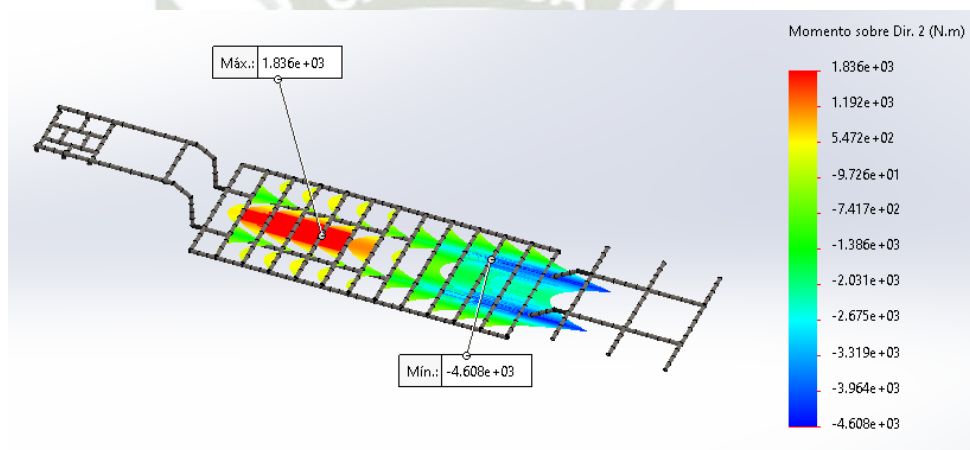 Momento sobre Dir. 2 (N.m)
Máx.: 1.836e+03
1.836e+03
1.192e+03
5.472e+02
-9.726e+01
-7.417e+02
-1.386e+03
-2.031e+03
-2.675e+03
-3.319e+03
-3.964e+03
-4.608e+03
Mín.: -4.608e+03